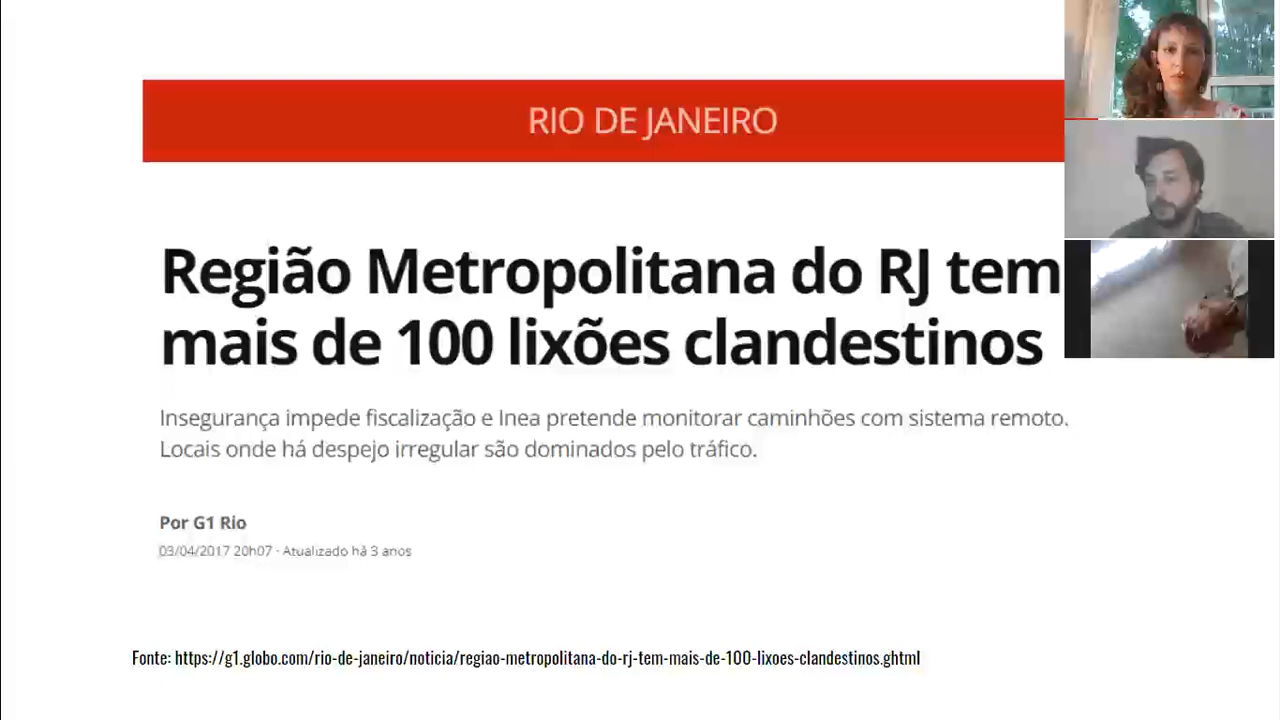 RIO DE JANEIRO
Região Metropolitana do RJ tem
mais de 100 lixões clandestinos
Insegurança impede fiscalização e Inea pretende monitorar caminhões com sistema remoto.
Locais onde há despejo irregular são dominados pelo tráfico.
Por G1 Rio
03/04/2017 20h07 · Atualizado há 3 anos
Fonte: https://g1.globo.com/rio-de-janeiro/noticia/regiao-metropolitana-do-rj-tem-mais-de-100-lixoes-clandestinos.ghtml